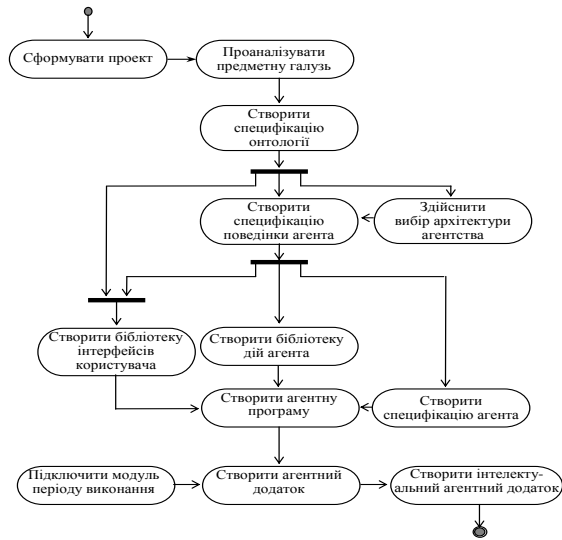 Сформувати проект
Проаналізувати
предметну галузь
Створити
специфікацію
онтології
Створити
специфікацію
поведінки агента
Здійснити
вибір архітектури
агентства
Створити бібліотеку
інтерфейсів
користувача
Створити бібліотеку
дій агента
Створити агентну
програму
Створити
специфікацію агента
Підключити модуль
періоду виконання
Створити агентний
додаток
Створити інтелекту-
альний агентний додаток